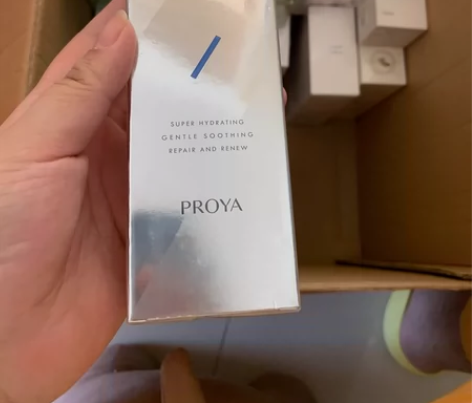 SUPER HYDRATING
GENTLE SOOTHING
REPAIR AND RENEW
PROYA